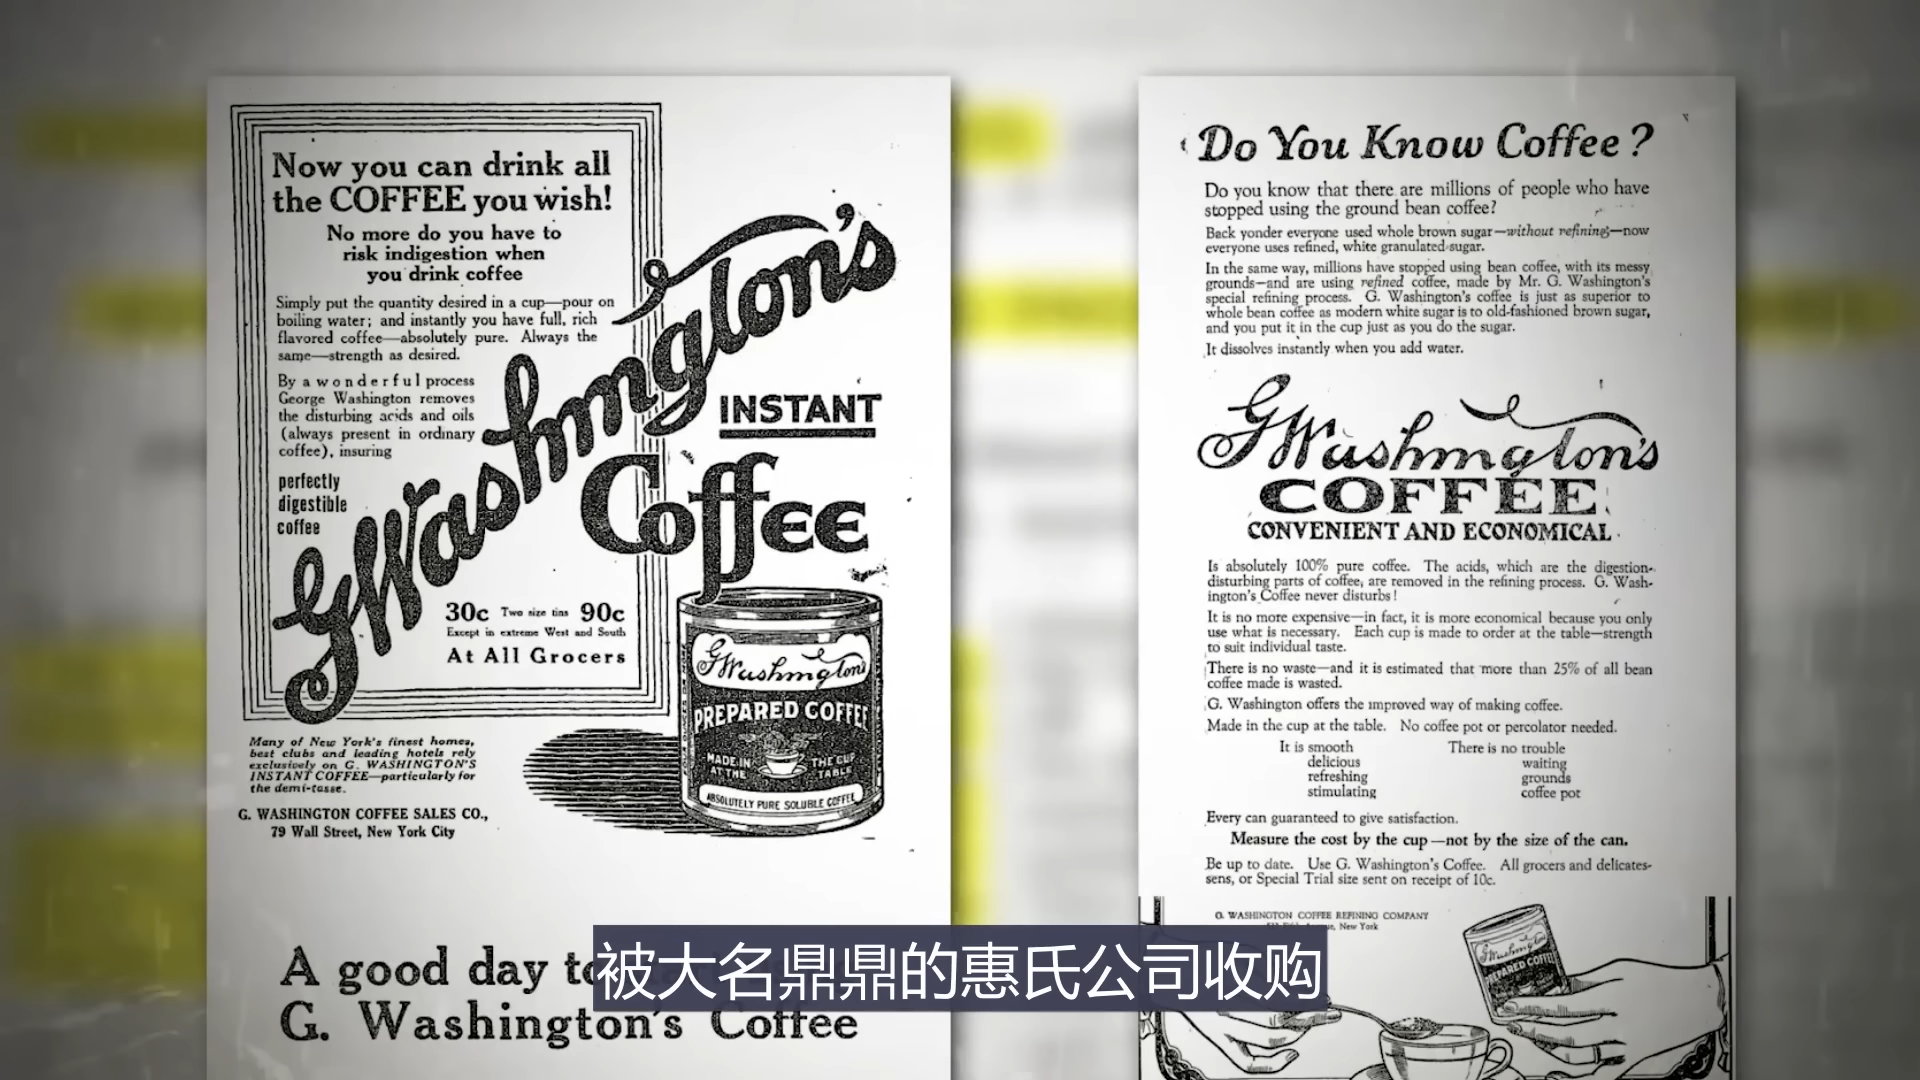 Now you can drink all
the COFFEE you wish!
No more do you have to
risk indigestion when
you drink coffee
Simply put the quantity desired in a cup—pour on
boiling water; and instantly you have full, rich
flavored coffee—absolutely pure. Always the
same—strength as desired.
By a wonderful process
George Washington removes
the disturbing acids and oils
(always present in ordinary
coffee), insuring
perfectly
digestible
coffee
G. Washington's
INSTANT
Coffee
30c Two size tins 90c
Except in extreme West and South
At All Grocers
G. Washington's
PREPARED COFFEE
MADE IN THE CUP
AT THE TABLE
ABSOLUTELY PURE SOLUBLE COFFEE
Many of New York's finest homes,
best clubs and leading hotels rely
exclusively on G. WASHINGTON'S
INSTANT COFFEE—particularly for
the demi-tasse.
G. WASHINGTON COFFEE SALES CO.,
79 Wall Street, New York City
A good day to
G. Washington's Coffee
Do You Know Coffee?
Do you know that there are millions of people who have
stopped using the ground bean coffee?
Back yonder everyone used whole brown sugar—without refining;—now
everyone uses refined, white granulated sugar.
In the same way, millions have stopped using bean coffee, with its messy
grounds—and are using refined coffee, made by Mr. G. Washington's
special refining process. G. Washington's coffee is just as superior to
whole bean coffee as modern white sugar is to old-fashioned brown sugar,
and you put it in the cup just as you do the sugar.
It dissolves instantly when you add water.
G. Washington's
COFFEE
CONVENIENT AND ECONOMICAL
Is absolutely 100% pure coffee. The acids, which are the digestion-
disturbing parts of coffee, are removed in the refining process. G. Wash-
ington's Coffee never disturbs!
It is no more expensive—in fact, it is more economical because you only
use what is necessary. Each cup is made to order at the table—strength
to suit individual taste.
There is no waste—and it is estimated that more than 25% of all bean
coffee made is wasted.
G. Washington offers the improved way of making coffee.
Made in the cup at the table. No coffee pot or percolator needed.
It is smooth There is no trouble
delicious waiting
refreshing grounds
stimulating coffee pot
Every can guaranteed to give satisfaction.
Measure the cost by the cup—not by the size of the can.
Be up to date. Use G. Washington's Coffee. All grocers and delicates-
sens, or Special Trial size sent on receipt of 10c.
G. WASHINGTON COFFEE REFINING COMPANY
New York
G. Washington's
PREPARED COFFEE
被大名鼎鼎的惠氏公司收购